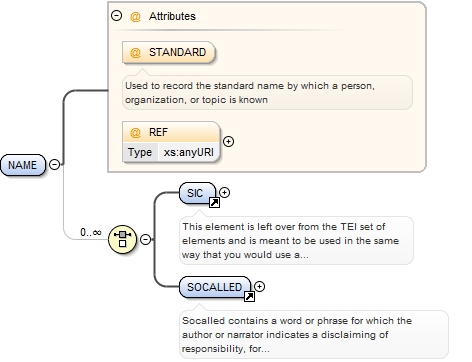 @ Attributes
@ STANDARD
Used to record the standard name by which a person,
organization, or topic is known
@ REF
Type xs:anyURI
NAME
0..∞
SIC
This element is left over from the TEI set of
elements and is meant to be used in the same
way that you would use a...
SOCALLED
Socalled contains a word or phrase for which the
author or narrator indicates a disclaiming of
responsibility, for...